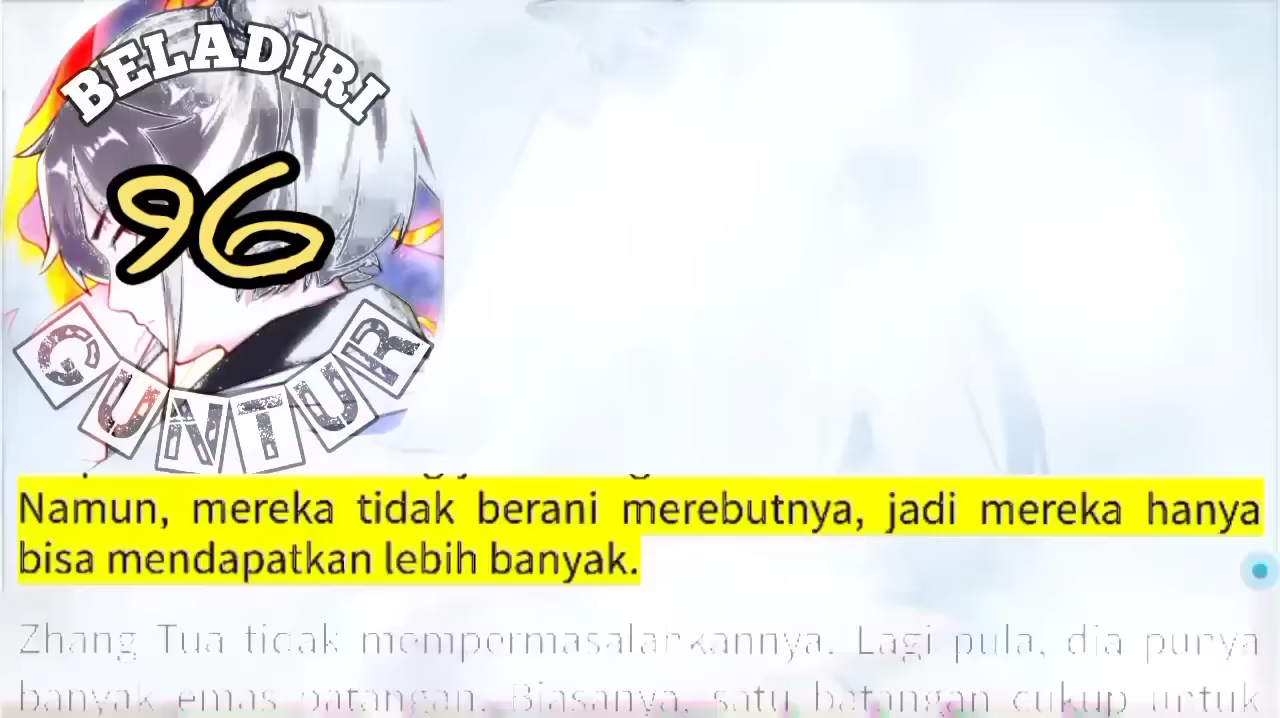 BELADIRI
96
GUNTUR
Namun, mereka tidak berani merebutnya, jadi mereka hanya
bisa mendapatkan lebih banyak.
Zhang Tua tidak mempermasalahkannya. Lagi pula, dia punya
banyak emas batangan. Biasanya, satu batangan cukup untuk